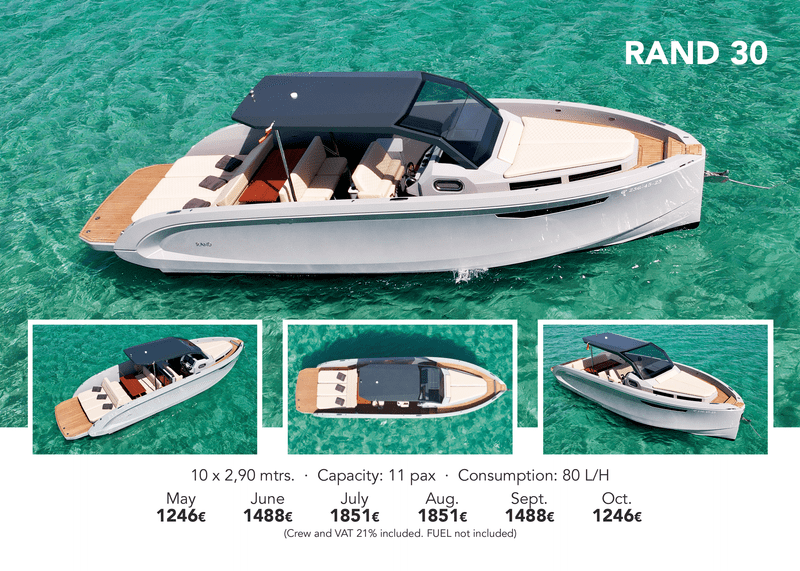 RAND 30
RAND
10 x 2,90 mtrs. · Capacity: 11 pax · Consumption: 80 L/H
May June July Aug. Sept. Oct.
1246€ 1488€ 1851€ 1851€ 1488€ 1246€
(Crew and VAT 21% included. FUEL not included)